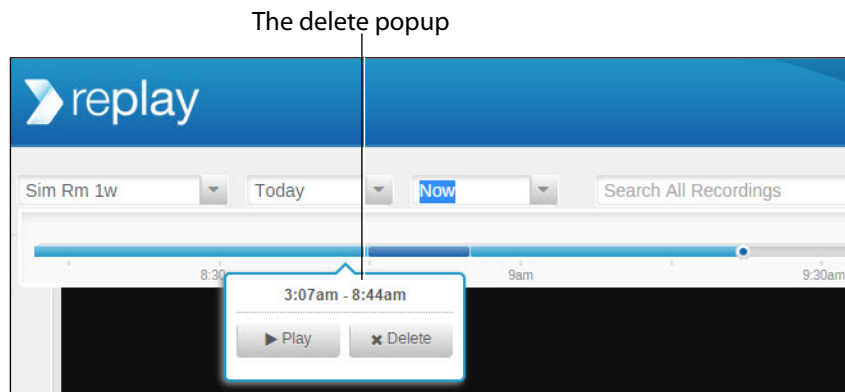 The delete popup
replay
Sim Rm 1w Today Now Search All Recordings
8:30 9am 9:30am
3:07am - 8:44am
Play Delete